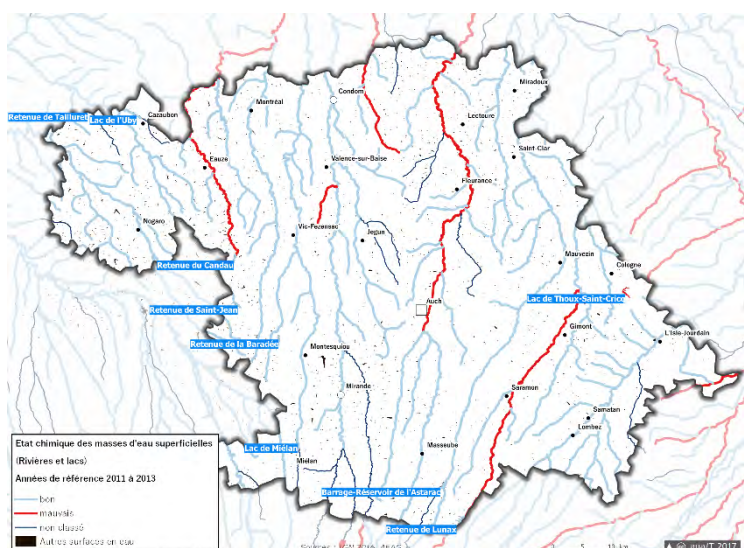 Miradoux
Condom
Retenue de Tailluret
Lac de l'Uby
Cazaubon
Montréal
Lectoure
Saint-Clar
Eauze
Valence-sur-Baïse
Fleurance
Nogaro
Vic-Fezensac
Jegun
Mauvezin
Cologne
Retenue du Candau
Lac de Thoux-Saint-Cricq
Retenue de Saint-Jean
Auch
Gimont
L'Isle-Jourdain
Retenue de la Baradée
Montesquiou
Mirande
Saramon
Samatan
Lombez
Lac de Miélan
Miélan
Masseube
Barrage-Réservoir de l'Astarac
Retenue de Lunax
Etat chimique des masses d'eau superficielles
(Rivières et lacs)
Années de référence 2011 à 2013
bon
mauvais
non classé
Autres surfaces en eau
5 10 km
2017